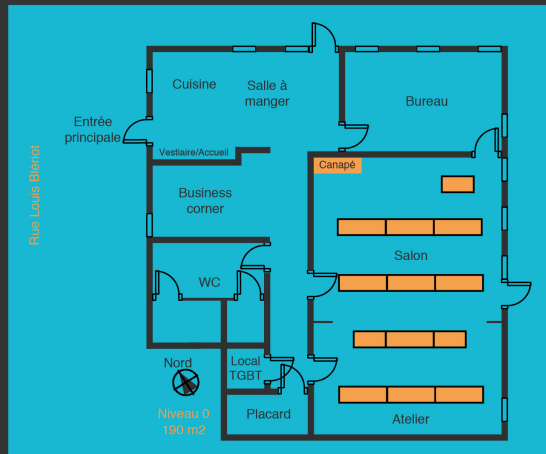 Cuisine
Salle à
manger
Bureau
Entrée
principale
Vestiaire/Accueil
Canapé
Rue Louis Blériot
Business
corner
Salon
WC
Nord
Local
TGBT
Niveau 0
190 m2
Placard
Atelier